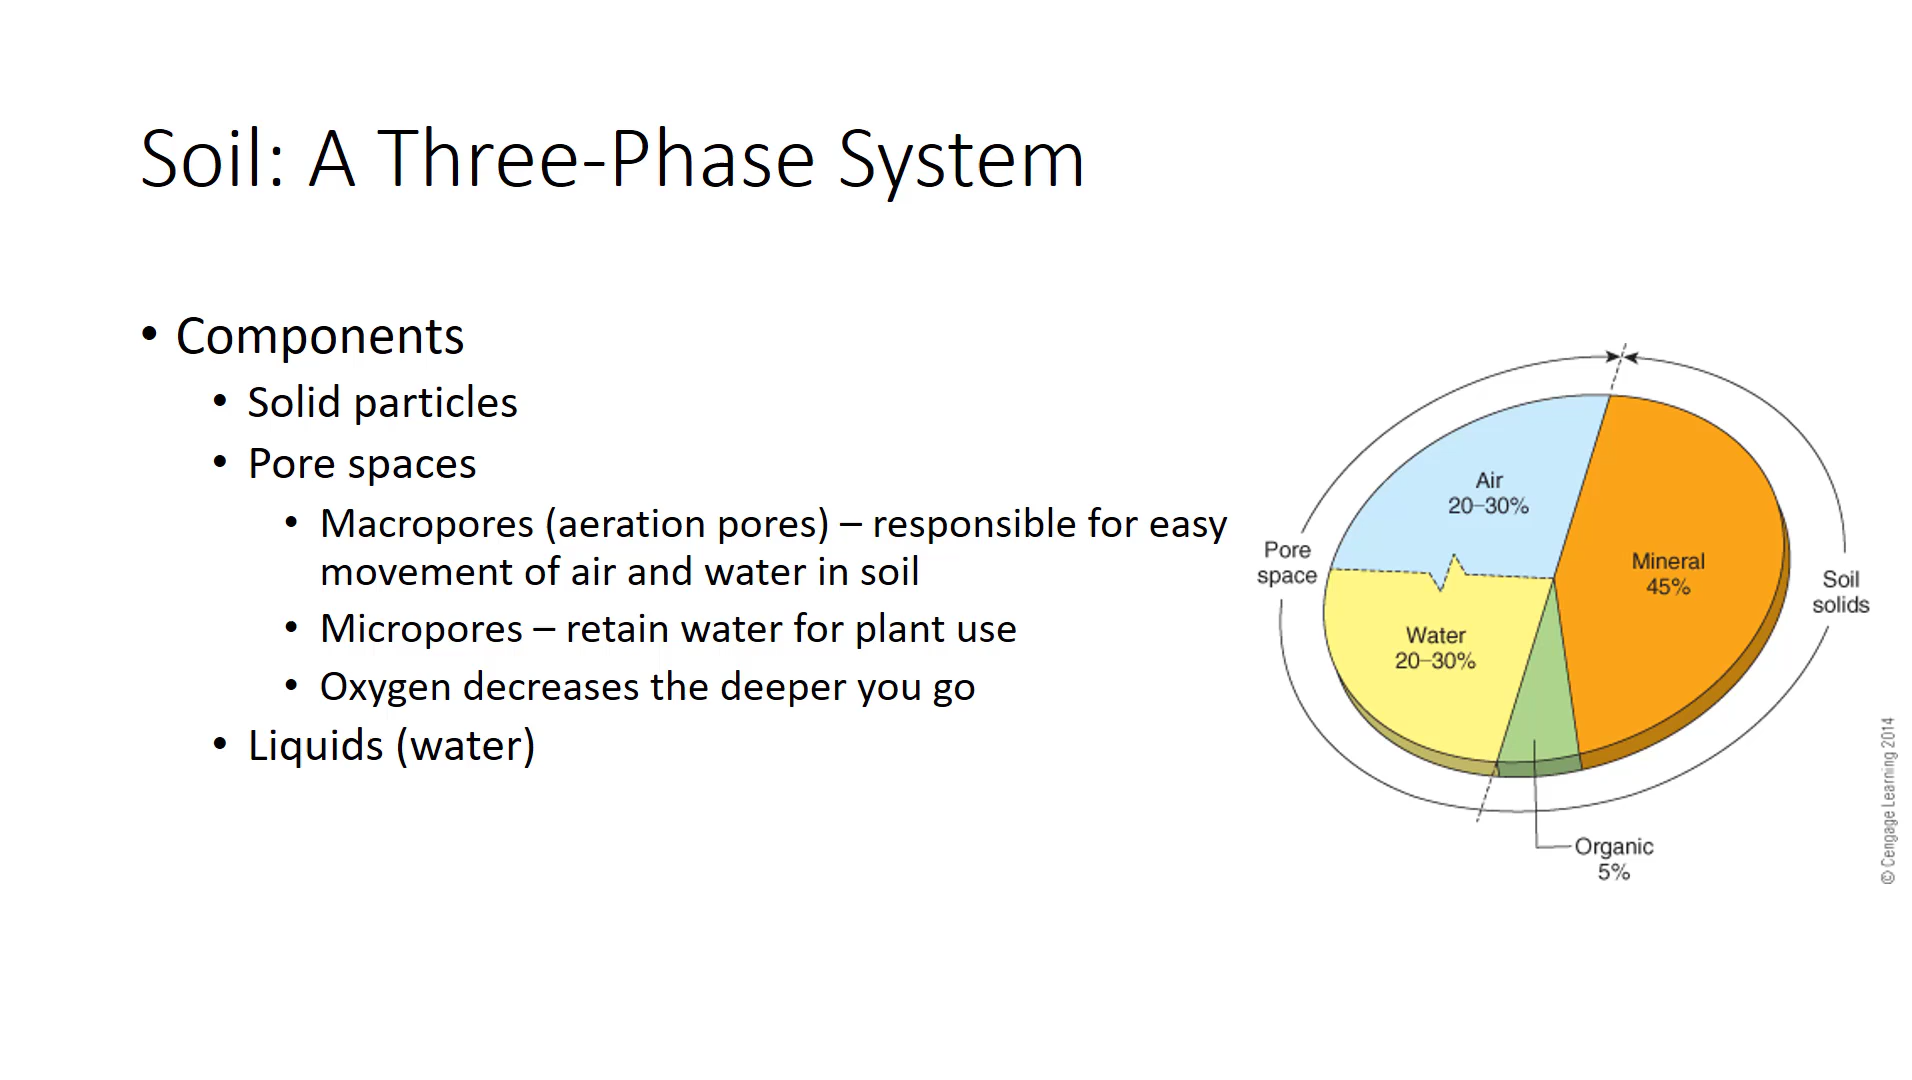 Soil: A Three-Phase System
• Components
• Solid particles
• Pore spaces
• Macropores (aeration pores) – responsible for easy
movement of air and water in soil
• Micropores – retain water for plant use
• Oxygen decreases the deeper you go
• Liquids (water)
Air
20–30%
Pore
space
Mineral
45%
Soil
solids
Water
20–30%
Organic
5%
© Cengage Learning 2014